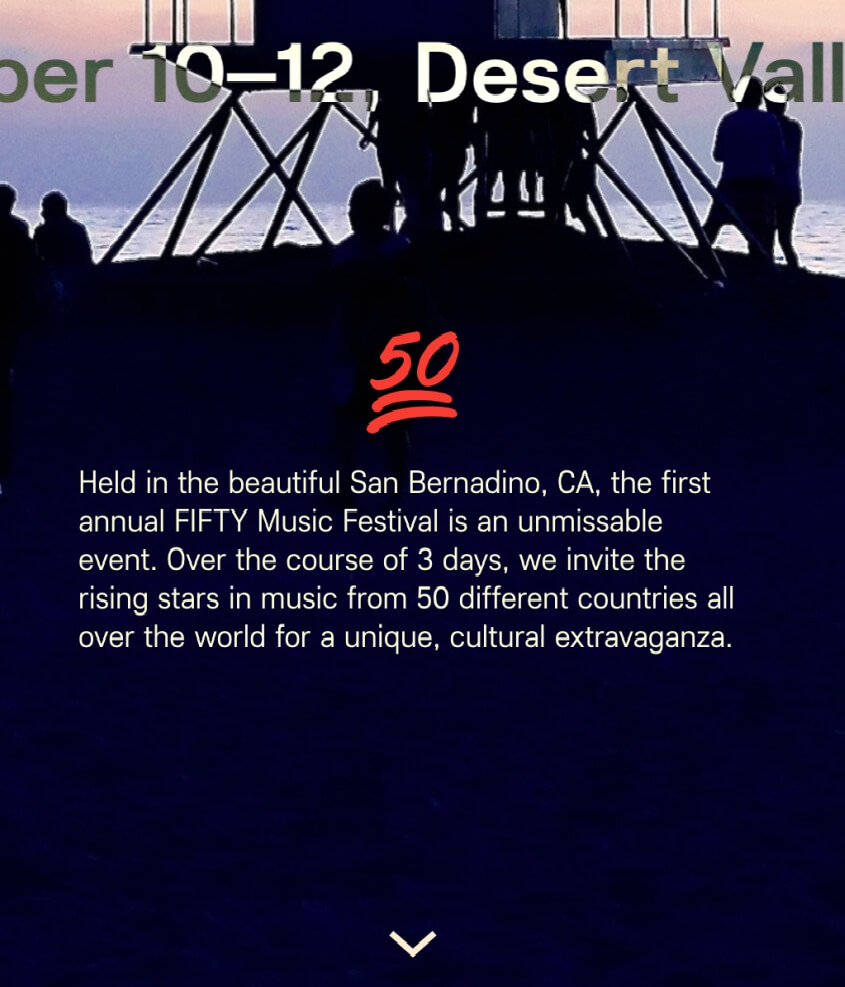 ber 10–12, Desert Vall
50
Held in the beautiful San Bernadino, CA, the first
annual FIFTY Music Festival is an unmissable
event. Over the course of 3 days, we invite the
rising stars in music from 50 different countries all
over the world for a unique, cultural extravaganza.